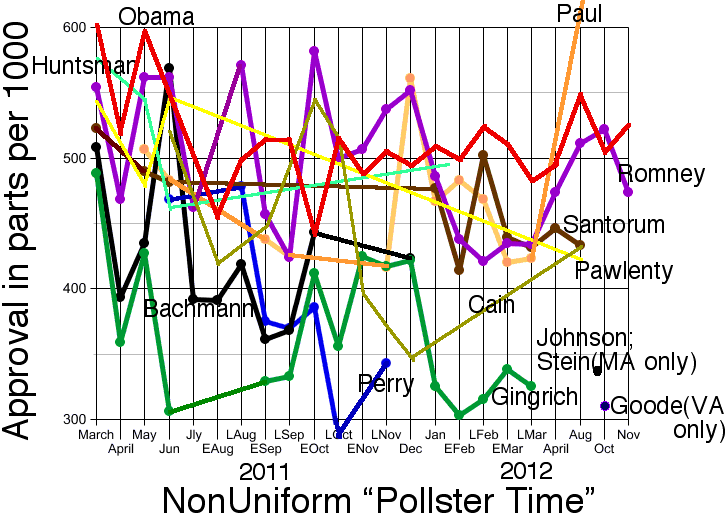 Approval in parts per 1000
600
500
400
300
Paul
Obama
Huntsman
Romney
Santorum
Pawlenty
Cain
Bachmann
Johnson;
Stein(MA only)
Perry
Gingrich
Goode(VA
only)
March May Jly LAug LSep LOct LNov Jan LFeb LMar Aug Nov
April Jun EAug ESep EOct ENov Dec EFeb EMar April Oct
2011 2012
NonUniform “Pollster Time”